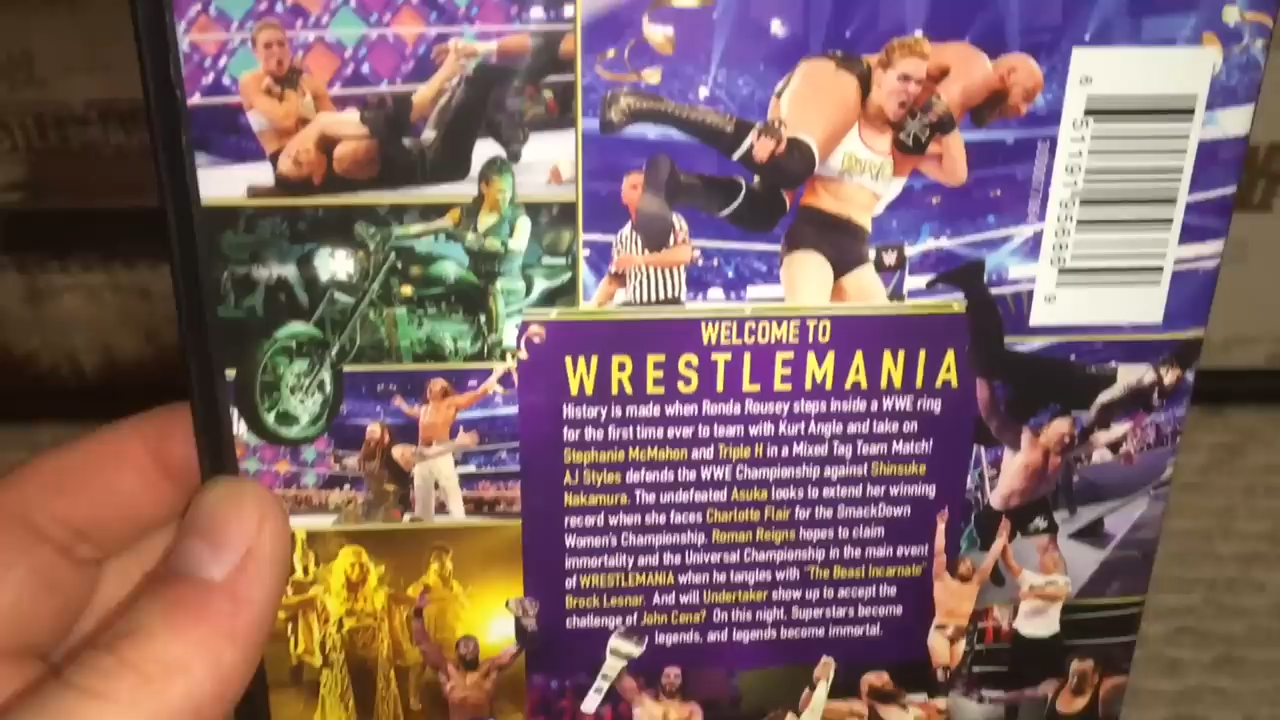 WELCOME TO
WRESTLEMANIA
History is made when Ronda Rousey steps inside a WWE ring
for the first time ever to team with Kurt Angle and take on
Stephanie McMahon and Triple H in a Mixed Tag Team Match!
AJ Styles defends the WWE Championship against Shinsuke
Nakamura. The undefeated Asuka looks to extend her winning
record when she faces Charlotte Flair for the SmackDown
Women's Championship. Roman Reigns hopes to claim
immortality and the Universal Championship in the main event
of WRESTLEMANIA when he tangles with "The Beast Incarnate"
Brock Lesnar. And will Undertaker show up to accept the
challenge of John Cena? On this night, Superstars become
legends, and legends become immortal.